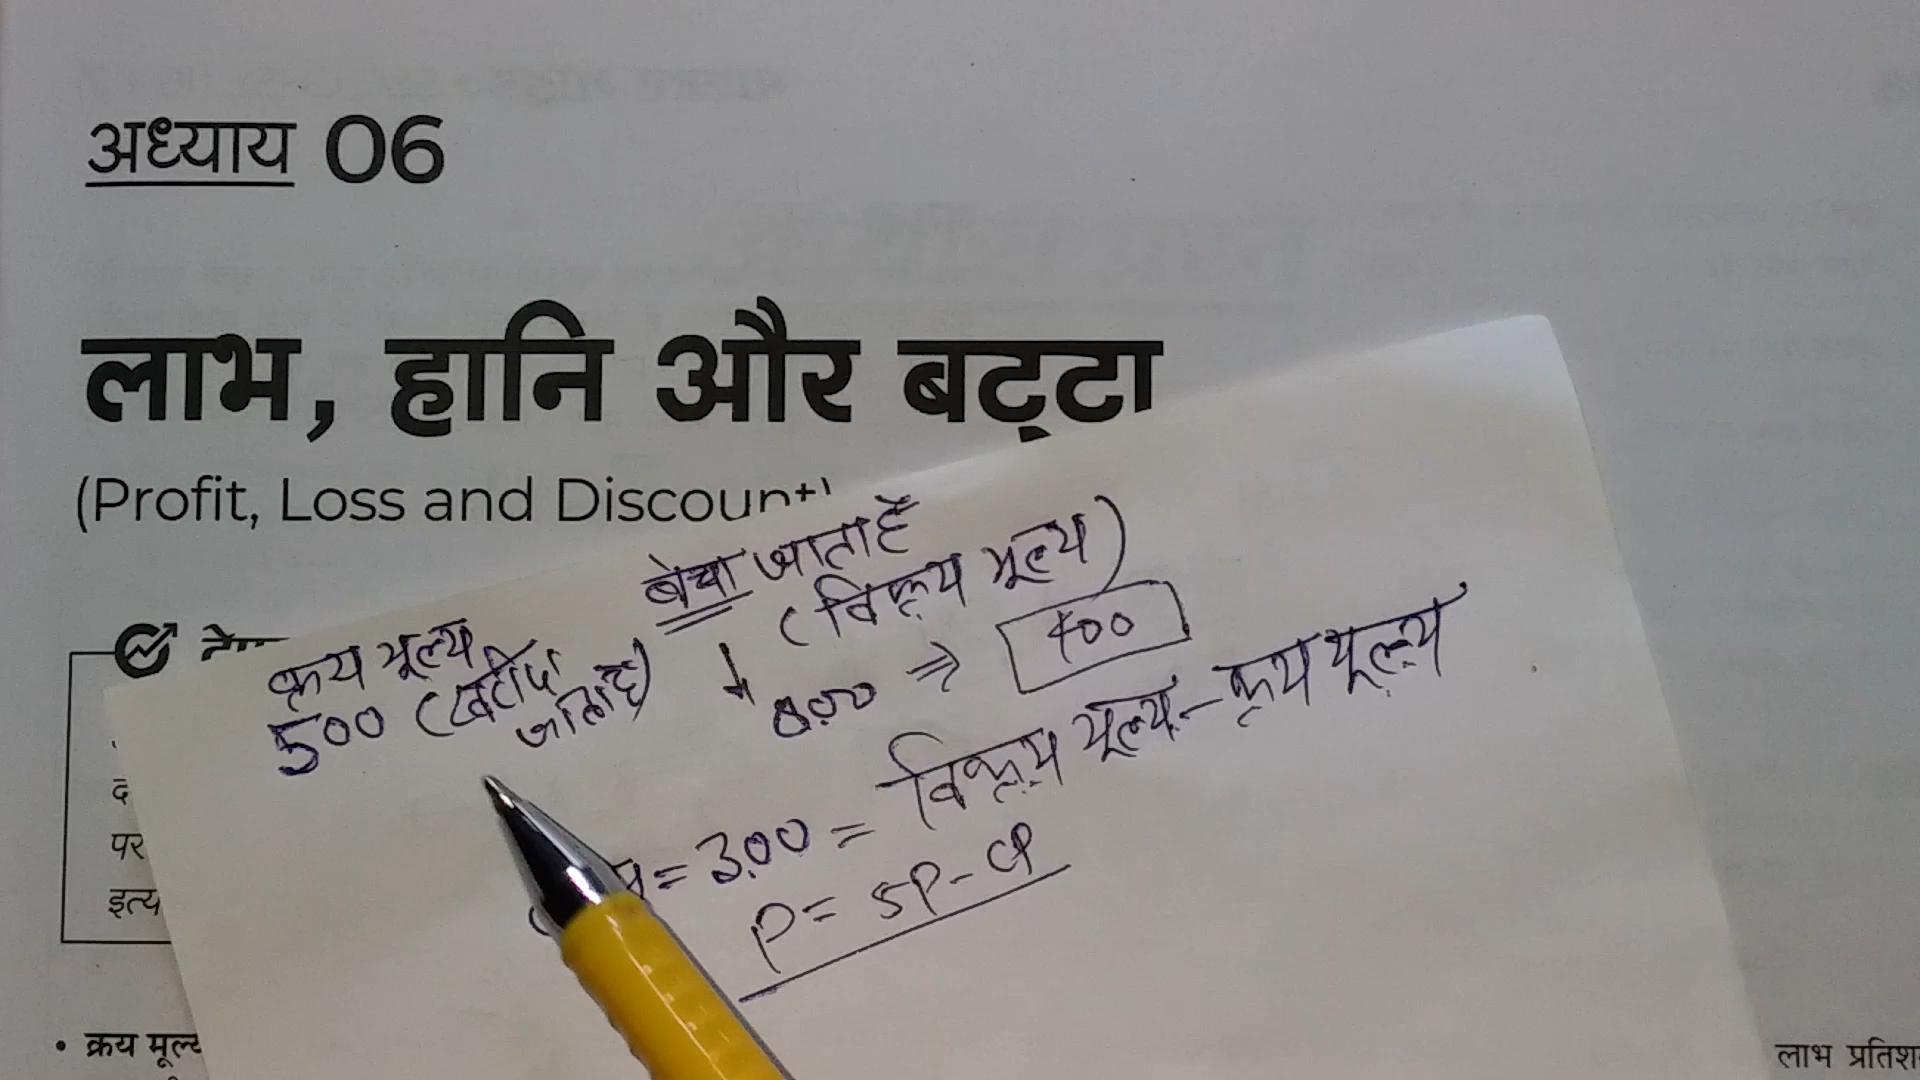 अध्याय 06
लाभ, हानि और बट्टा
(Profit, Loss and Discount)
बेचा जाता है
(विक्रय मूल्य)
क्रय मूल्य
500 (खरीदा जाता है)
800 ⇒ 400
= 300 = विक्रय मूल्य - क्रय मूल्य
P = SP - CP
पर
इत्य
• क्रय मूल्य
लाभ प्रतिश